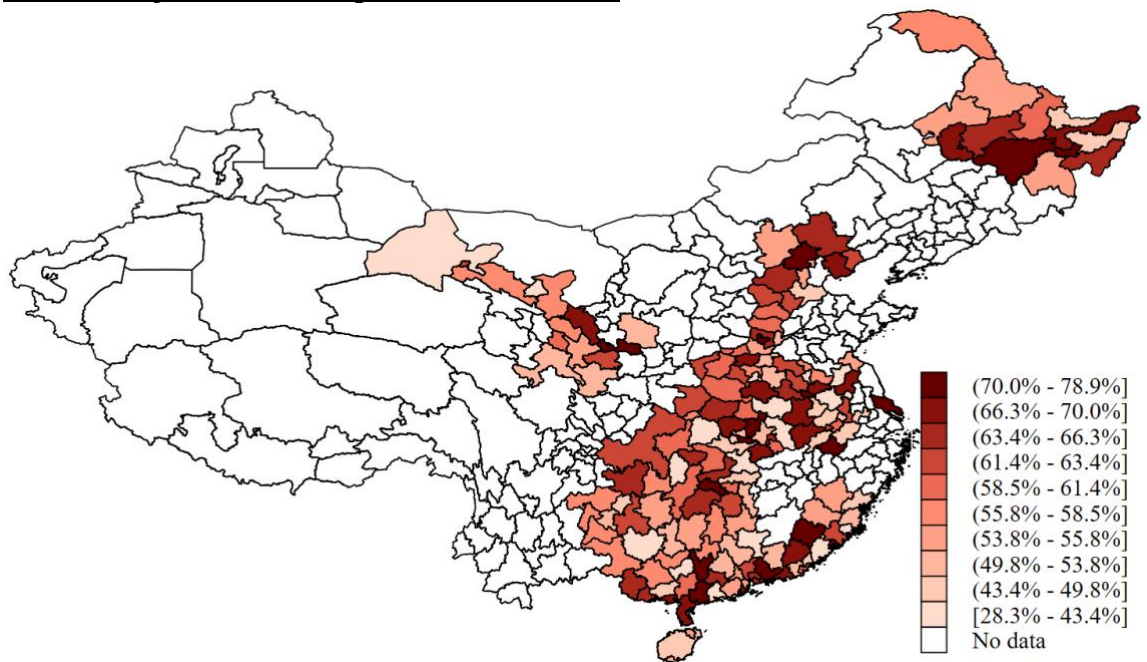 (70.0% - 78.9%]
(66.3% - 70.0%]
(63.4% - 66.3%]
(61.4% - 63.4%]
(58.5% - 61.4%]
(55.8% - 58.5%]
(53.8% - 55.8%]
(49.8% - 53.8%]
(43.4% - 49.8%]
[28.3% - 43.4%]
No data